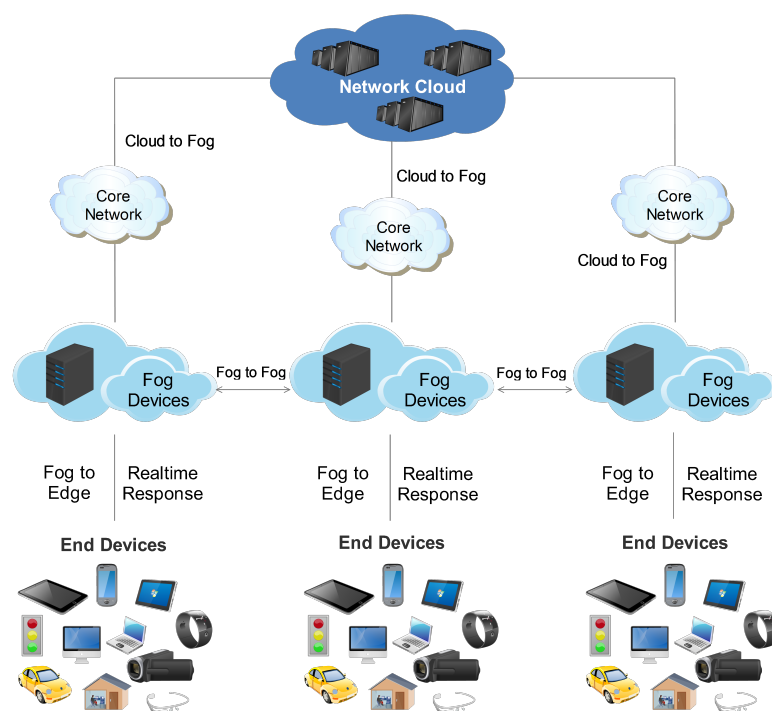 Network Cloud
Cloud to Fog
Cloud to Fog
Core
Network
Core
Network
Core
Network
Cloud to Fog
Fog to Fog
Fog to Fog
Fog
Devices
Fog
Devices
Fog
Devices
Fog to
Edge
Realtime
Response
Fog to
Edge
Realtime
Response
Fog to
Edge
Realtime
Response
End Devices
End Devices
End Devices